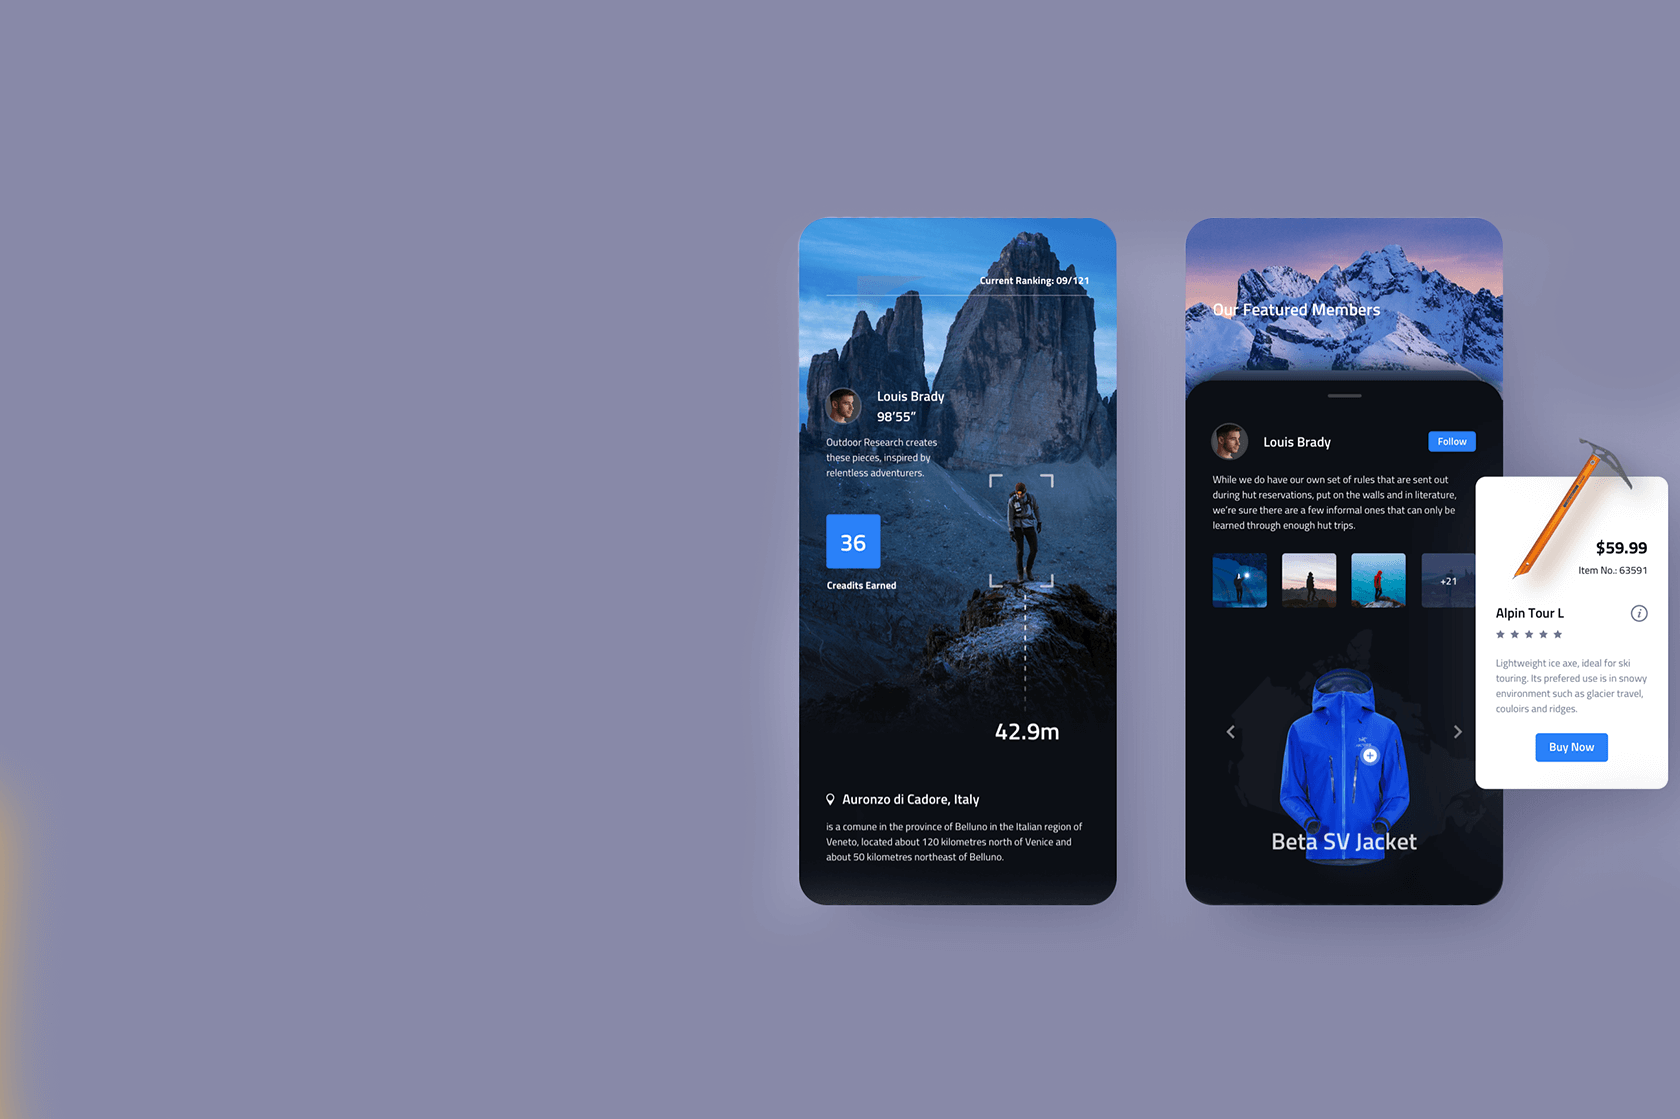 Current Ranking: 09/121
Louis Brady
98’55”
Outdoor Research creates
these pieces, inspired by
relentless adventurers.
36
Creadits Earned
42.9m
Auronzo di Cadore, Italy
is a comune in the province of Belluno in the Italian region of
Veneto, located about 120 kilometres north of Venice and
about 50 kilometres northeast of Belluno.
Our Featured Members
Louis Brady
Follow
While we do have our own set of rules that are sent out
during hut reservations, put on the walls and in literature,
we’re sure there are a few informal ones that can only be
learned through enough hut trips.
+21
Beta SV Jacket
$59.99
Item No.: 63591
Alpin Tour L
Lightweight ice axe, ideal for ski
touring. Its prefered use is in snowy
environment such as glacier travel,
couloirs and ridges.
Buy Now